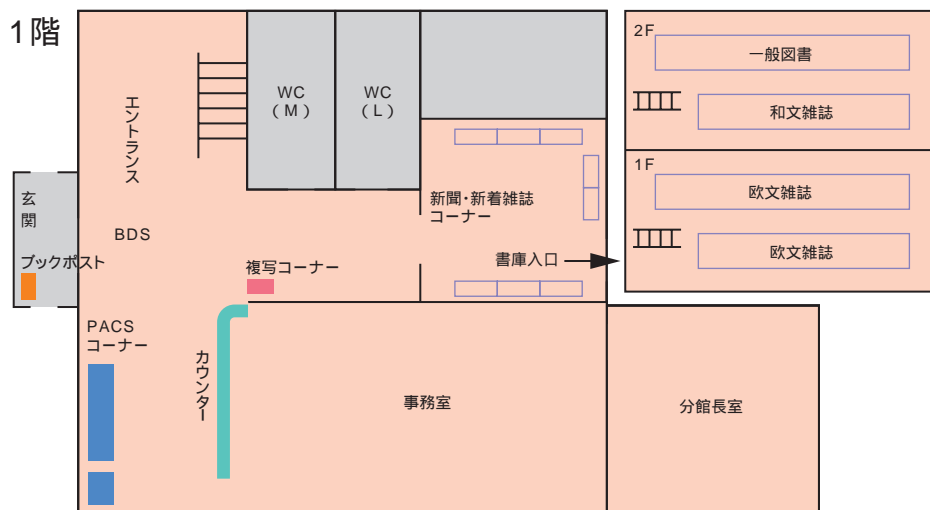 1階
エントランス
WC
(M)
WC
(L)
2F
一般図書
和文雑誌
1F
欧文雑誌
欧文雑誌
玄
関
BDS
新聞・新着雑誌
コーナー
書庫入口
ブックポスト
複写コーナー
PACS
コーナー
カウンター
事務室
分館長室